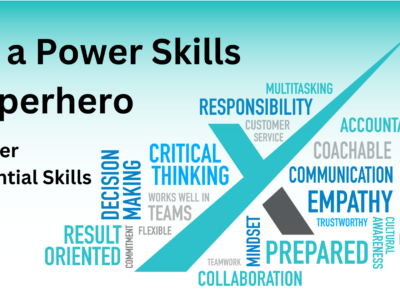 a Power Skills
perhero
er
ntial Skills
MULTITASKING
RESPONSIBILITY
CUSTOMER
SERVICE
ACCOUNTA
CRITICAL
THINKING
COACHABLE
DECISION
MAKING
COMMUNICATION
WORKS WELL IN
TEAMS
EMPATHY
FLEXIBLE
TRUSTWORTHY
CULTURAL
AWARENESS
RESULT
ORIENTED
COMMITMENT
MINDSET
PREPARED
TEAMWORK
COLLABORATION